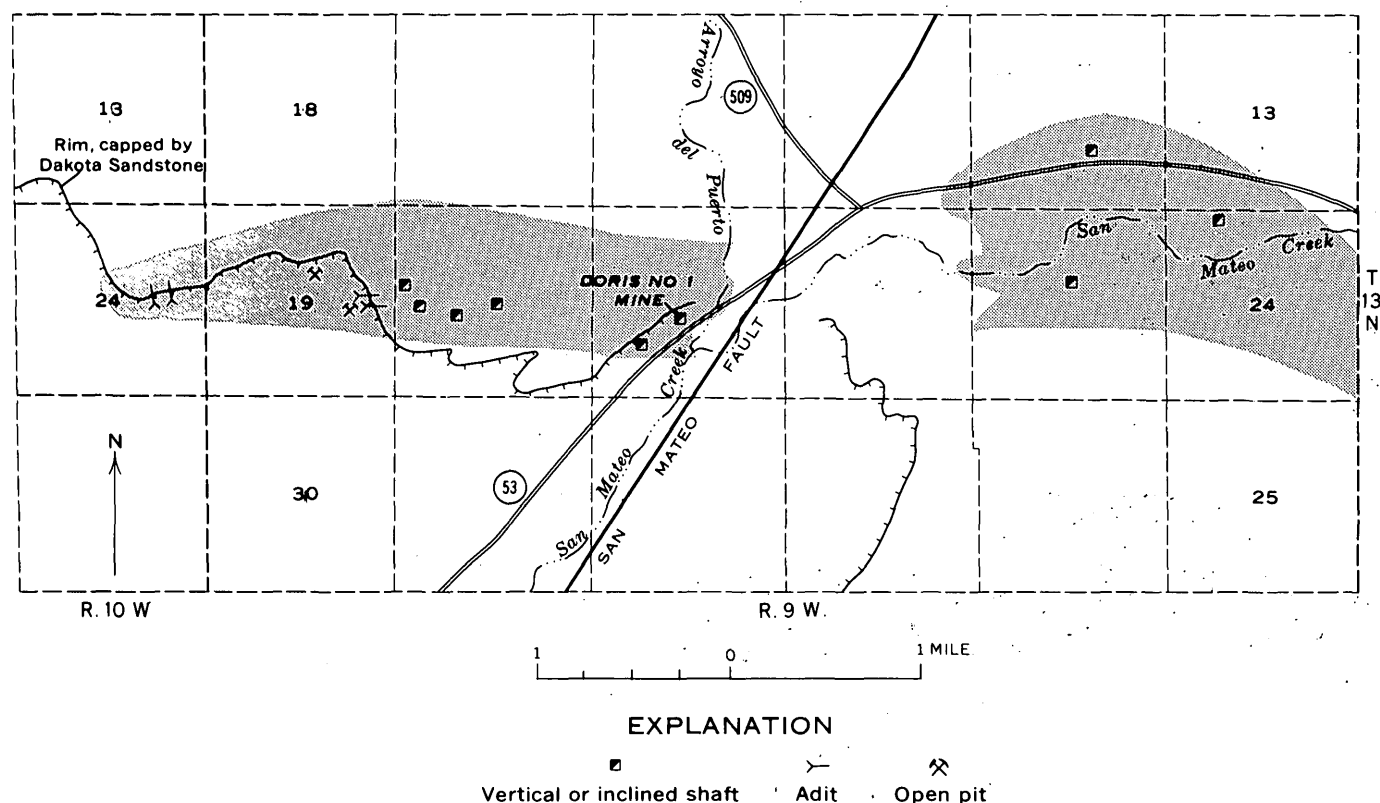 13
18
13
Arroyo
del
Puerto
509
Rim, capped by
Dakota Sandstone
24
19
DORIS NO 1
MINE
San
Mateo
Creek
24
T
13
N
FAULT
MATEO
SAN
Creek
Mateo
San
53
N
30
25
R. 10 W
R. 9 W.
1
0
1 MILE
EXPLANATION
Vertical or inclined shaft
Adit
Open pit